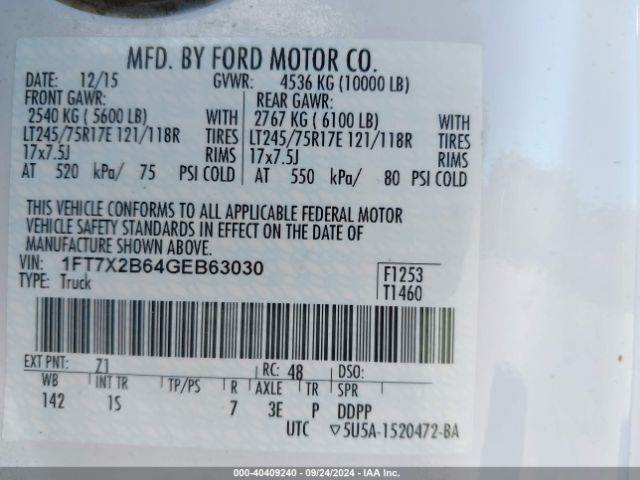 MFD. BY FORD MOTOR CO.
DATE: 12/15 GVWR: 4536 KG (10000 LB)
FRONT GAWR: REAR GAWR:
2540 KG ( 5600 LB) WITH 2767 KG ( 6100 LB) WITH
LT245/75R17E 121/118R TIRES LT245/75R17E 121/118R TIRES
17x7.5J RIMS 17x7.5J RIMS
AT 520 kPa/ 75 PSI COLD AT 550 kPa/ 80 PSI COLD
THIS VEHICLE CONFORMS TO ALL APPLICABLE FEDERAL MOTOR
VEHICLE SAFETY STANDARDS IN EFFECT ON THE DATE OF
MANUFACTURE SHOWN ABOVE.
VIN: 1FT7X2B64GEB63030 F1253
TYPE: Truck T1460
EXT PNT: Z1 RC: 48 DSO:
WB INT TR TP/PS R AXLE TR SPR
142 1S 7 3E P DDPP
UTC ▽5U5A-1520472-BA
000-40409240 - 09/24/2024 - IAA Inc.